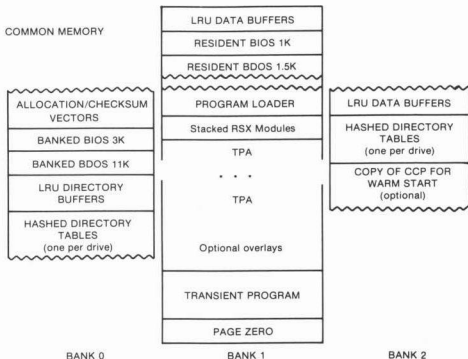 COMMON MEMORY
LRU DATA BUFFERS
RESIDENT BIOS 1K
RESIDENT BDOS 1.5K
ALLOCATION/CHECKSUM
VECTORS
BANKED BIOS 3K
BANKED BDOS 11K
LRU DIRECTORY
BUFFERS
HASHED DIRECTORY
TABLES
(one per drive)
BANK 0
PROGRAM LOADER
Stacked RSX Modules
TPA
. . .
TPA
Optional overlays
TRANSIENT PROGRAM
PAGE ZERO
BANK 1
LRU DATA BUFFERS
HASHED DIRECTORY
TABLES
(one per drive)
COPY OF CCP FOR
WARM START
(optional)
BANK 2